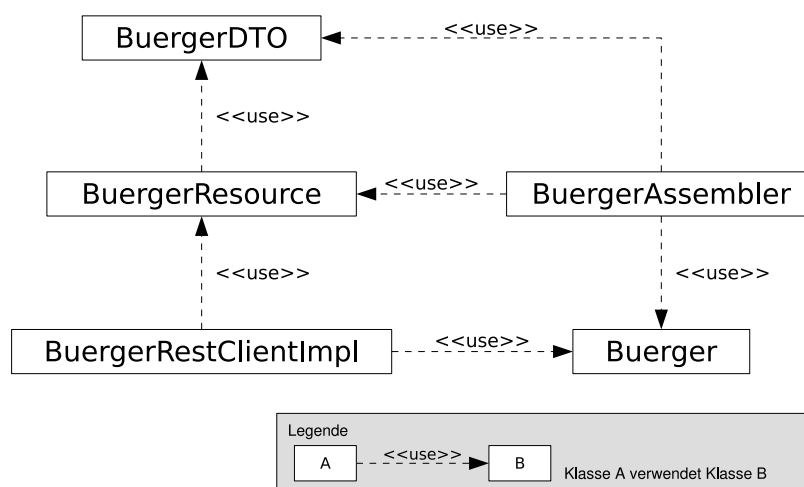 BuergerDTO
<<use>>
<<use>>
BuergerResource
<<use>>
BuergerAssembler
<<use>>
<<use>>
BuergerRestClientImpl
<<use>>
Buerger
Legende
A
<<use>>
B
Klasse A verwendet Klasse B